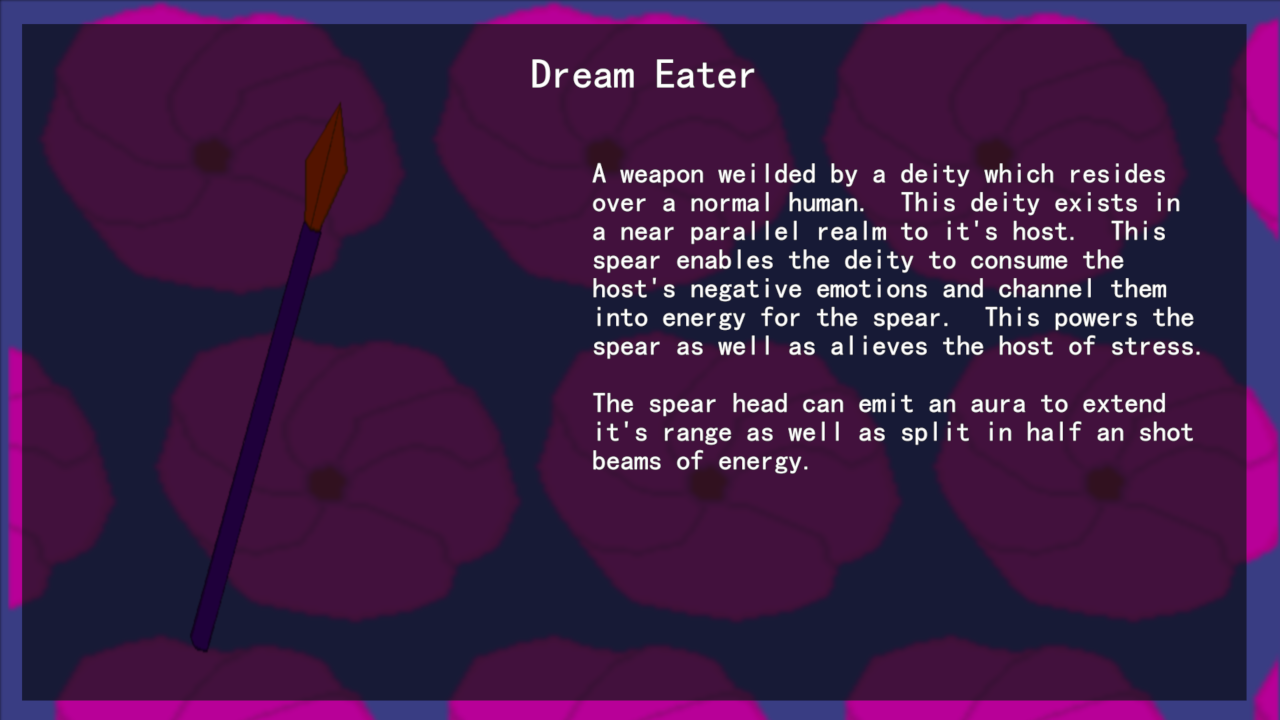 Dream Eater
A weapon weilded by a deity which resides
over a normal human.  This deity exists in
a near parallel realm to it's host.  This
spear enables the deity to consume the
host's negative emotions and channel them
into energy for the spear.  This powers the
spear as well as alieves the host of stress.
The spear head can emit an aura to extend
it's range as well as split in half an shot
beams of energy.